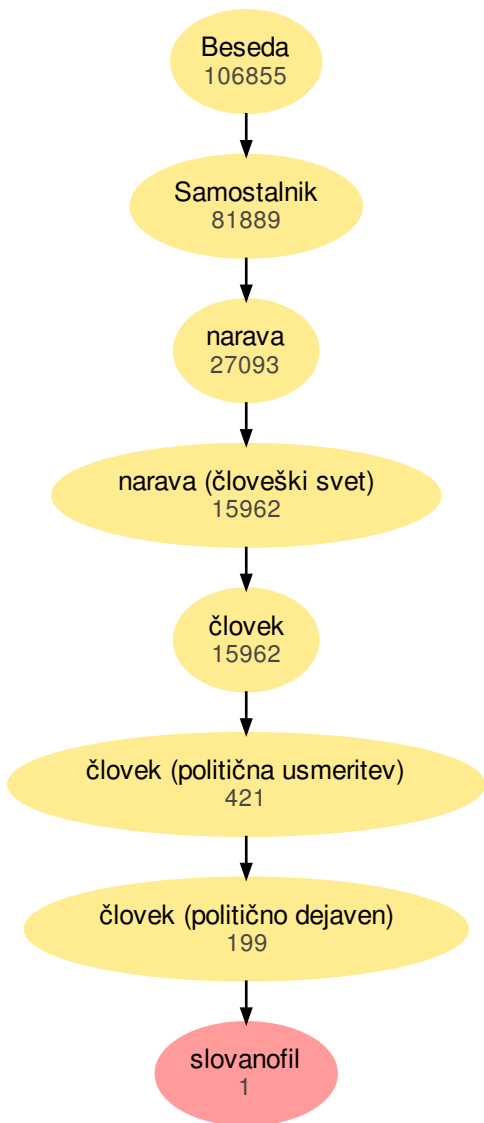 Beseda
106855
Samostalnik
81889
narava
27093
narava (človeški svet)
15962
človek
15962
človek (politična usmeritev)
421
človek (politično dejaven)
199
slovanofil
1